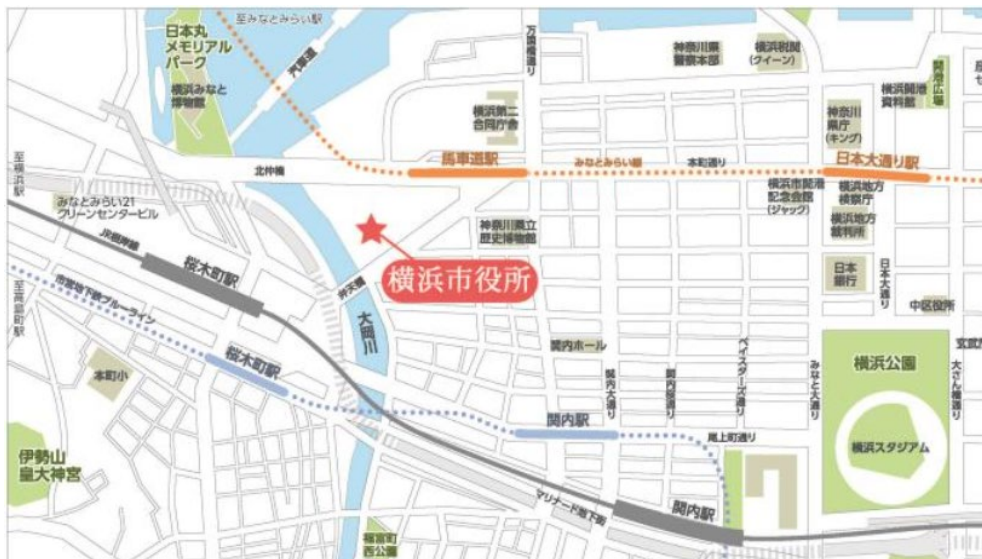 至みなとみらい駅
日本丸
メモリアル
パーク
汽車道
万国橋通り
神奈川県
警察本部
横浜税関
(クイーン)
開港広場
横浜みなと
博物館
横浜第二
合同庁舎
横浜開港
資料館
神奈川
県庁
(キング)
北仲橋
馬車道駅
みなとみらい線
本町通り
日本大通り駅
至横浜駅
みなとみらい21
クリーンセンタービル
横浜市開港
記念会館
(ジャック)
横浜地方
検察庁
横浜地方
裁判所
神奈川県立
歴史博物館
JR根岸線
桜木町駅
横浜市役所
弁天橋
日本
銀行
日本大通り
中区役所
市営地下鉄ブルーライン
至高島町駅
大岡川
関内ホール
桜木町駅
本町小
関内大通り
関内桜通り
ベイスターズ通り
みなと大通り
横浜公園
大さん橋通り
関内駅
尾上町通り
横浜スタジアム
伊勢山
皇大神宮
マリナード地下街
関内駅
福富町
西公園